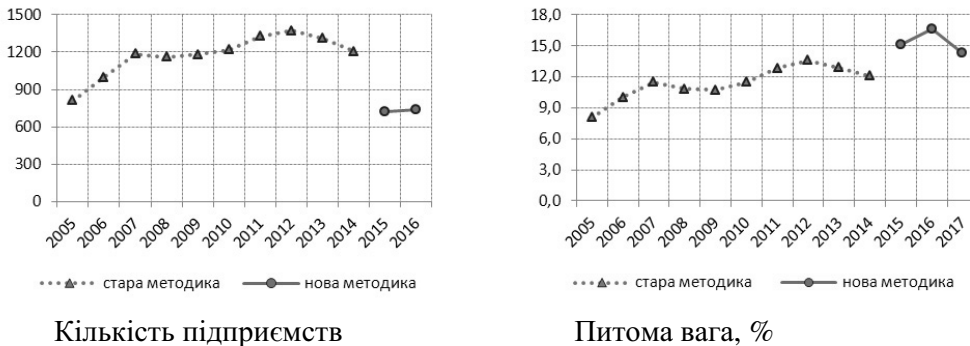 1500
1200
900
600
300
0
2005 2006 2007 2008 2009 2010 2011 2012 2013 2014 2015 2016
стара методика нова методика
Кількість підприємств
18,0
15,0
12,0
9,0
6,0
3,0
0,0
2005 2006 2007 2008 2009 2010 2011 2012 2013 2014 2015 2016 2017
стара методика нова методика
Питома вага, %